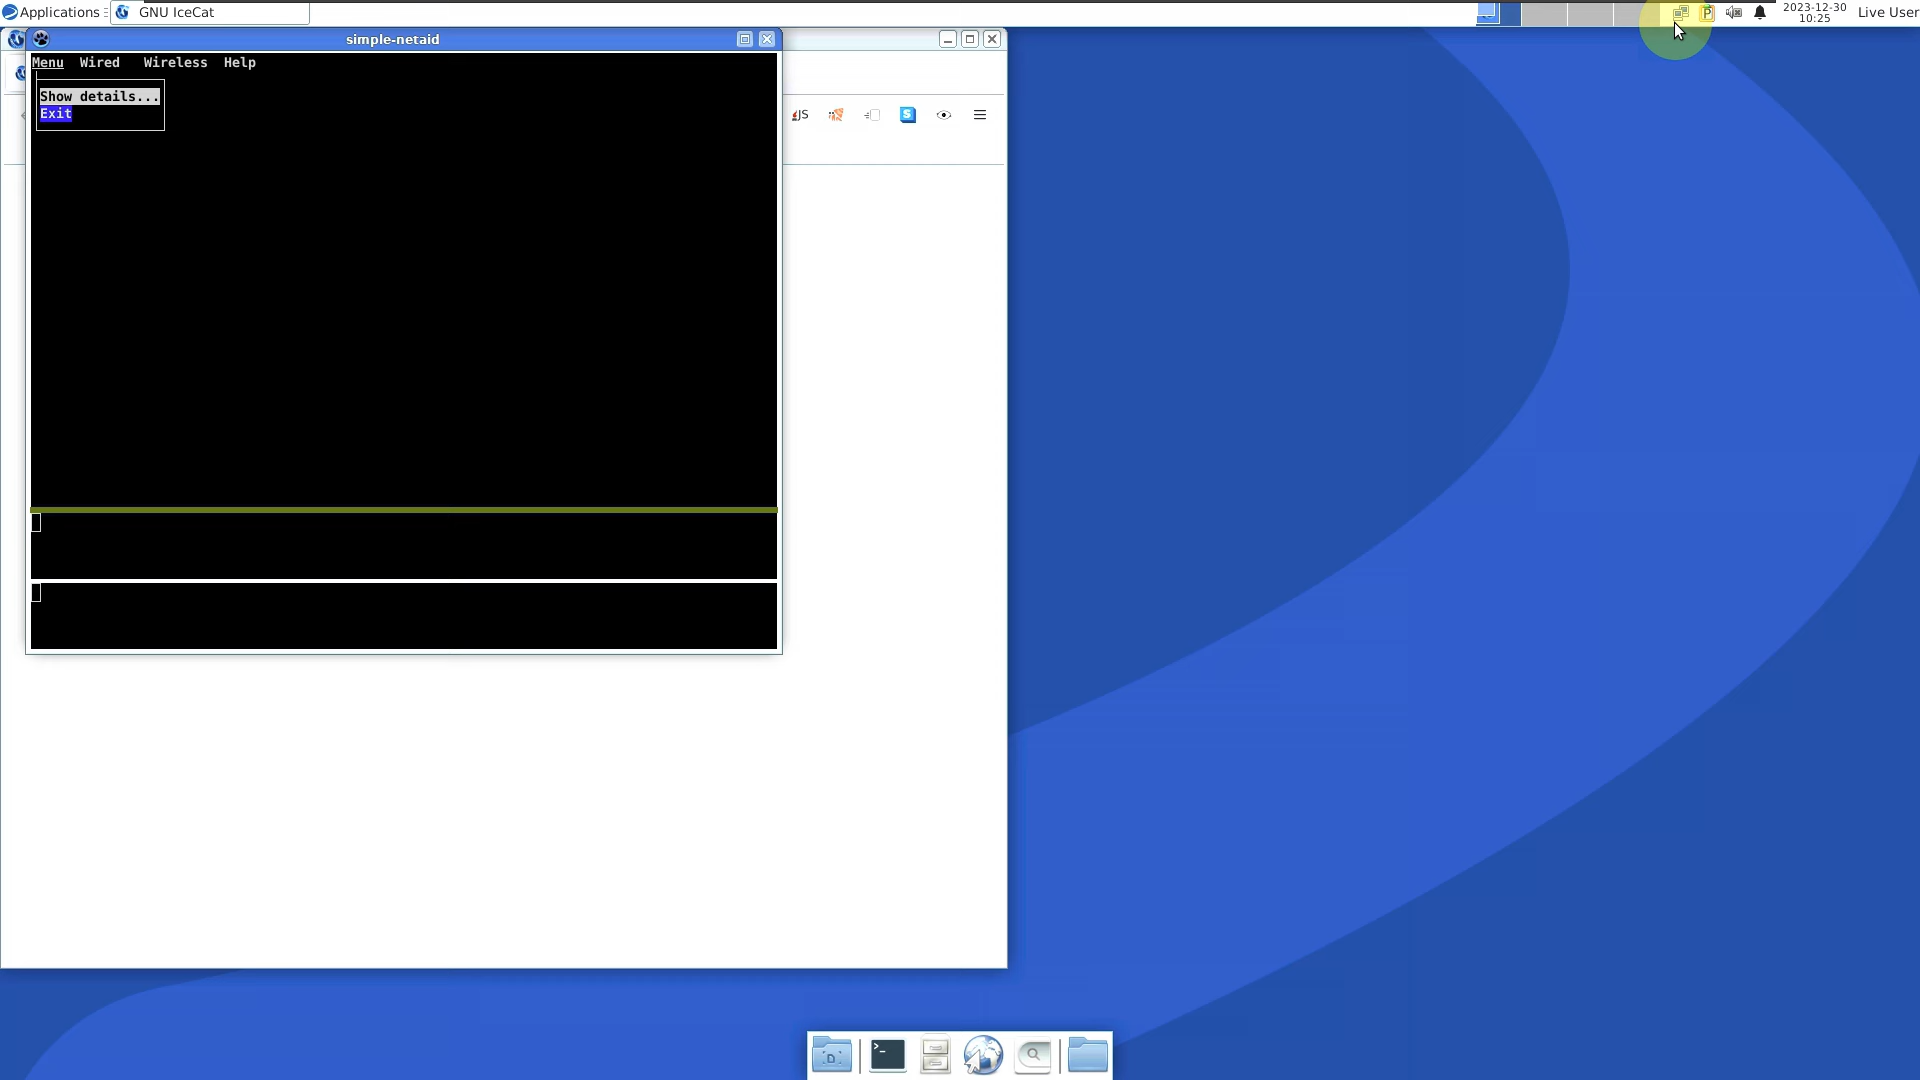 Applications
GNU IceCat
P
2023-12-30
10:25
Live User
simple-netaid
Menu Wired Wireless Help
Show details...
Exit
JS
S
D
>_